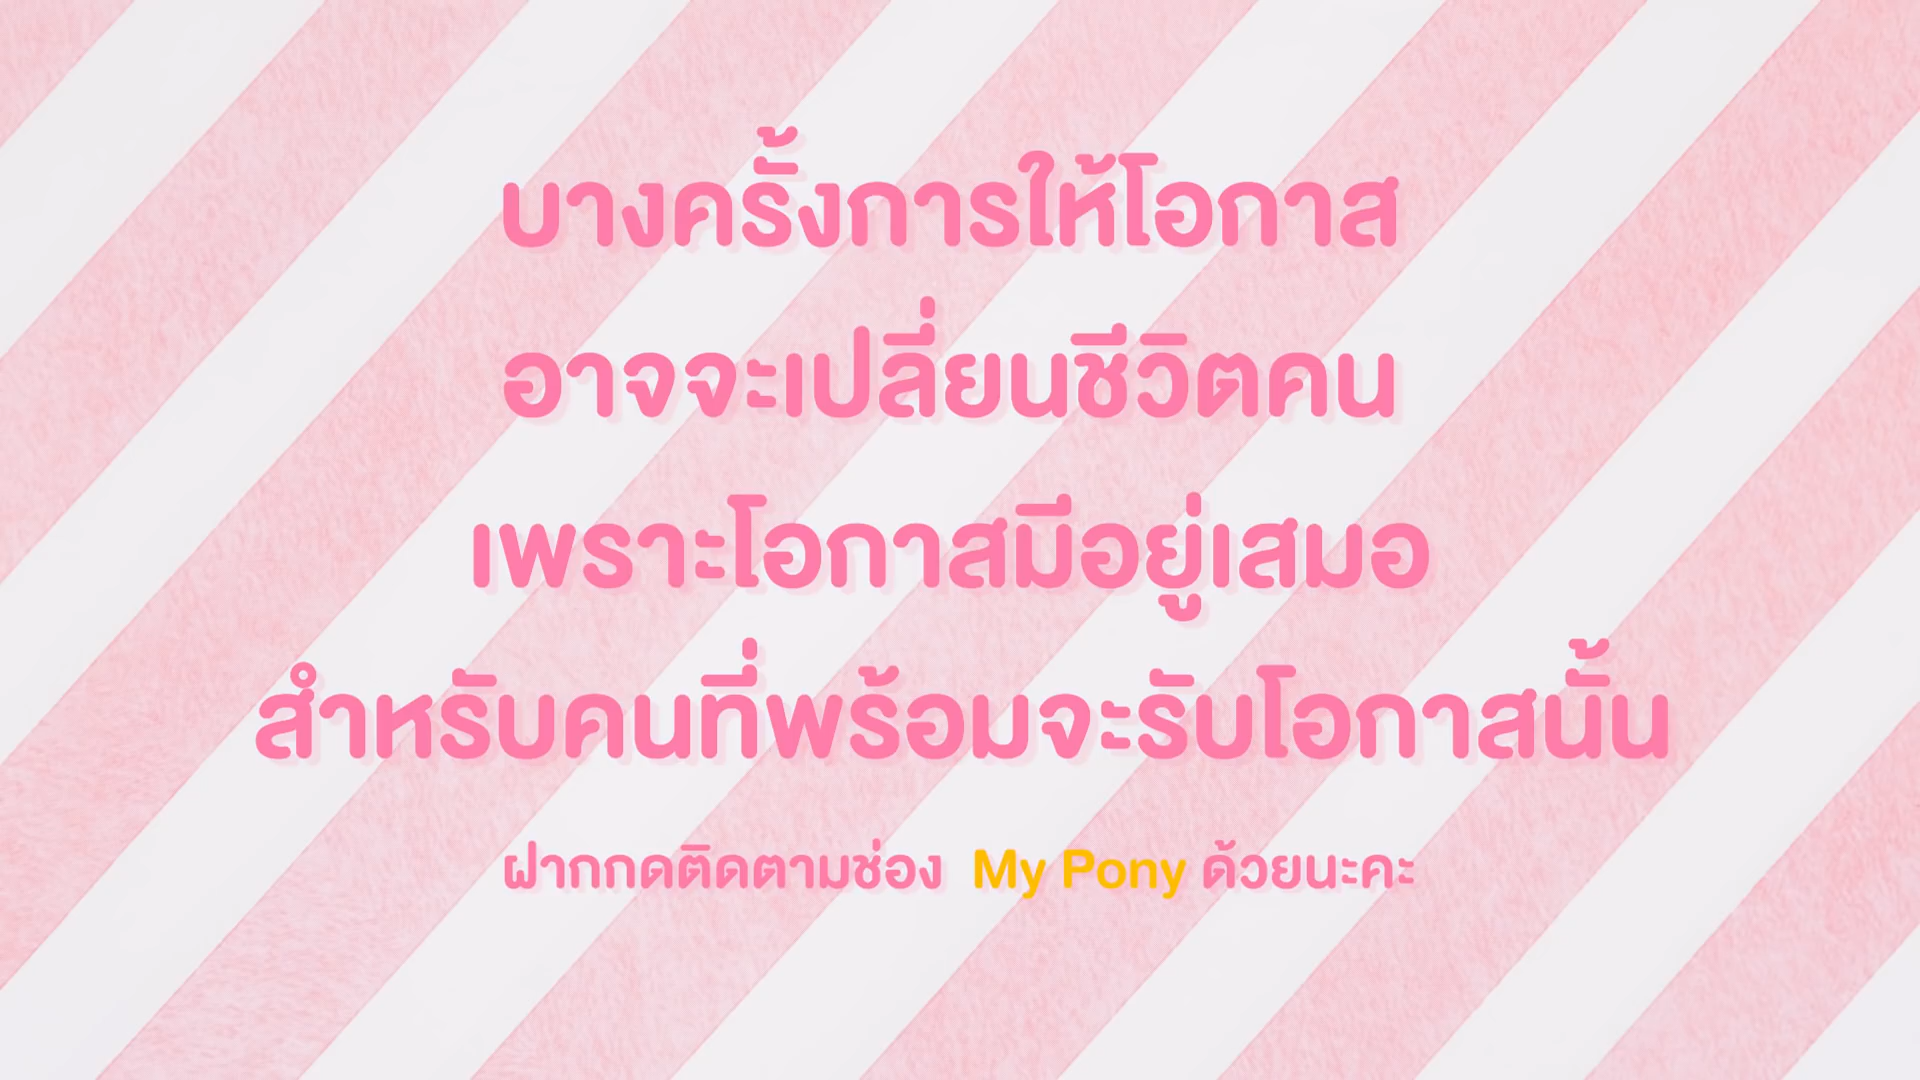 บางครั้งการให้โอกาส
อาจจะเปลี่ยนชีวิตคน
เพราะโอกาสมีอยู่เสมอ
สำหรับคนที่พร้อมจะรับโอกาสนั้น
ฝากกดติดตามช่อง My Pony ด้วยนะคะ